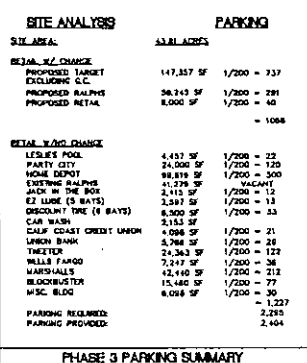 SITE ANALYSIS PARKING
SITE AREA: 43.81 ACRES
RETAIL W/ CHANGE
PROPOSED TARGET 147,357 SF 1/200 = 737
EXCLUDING G.C.
PROPOSED RALPHS 58,245 SF 1/200 = 291
PROPOSED RETAIL 8,000 SF 1/200 = 40
= 1068
RETAIL W/NO CHANGE
LESLIE'S POOL 4,457 SF 1/200 = 22
PARTY CITY 24,000 SF 1/200 = 120
HOME DEPOT 1/200 = 500
EXISTING RALPHS 41,279 SF VACANT
JACK IN THE BOX 2,415 SF 1/200 = 12
EZ LUBE (5 BAYS) 2,597 SF 1/200 = 13
DISCOUNT TIRE (6 BAYS) 6,500 SF 1/200 = 33
CAR WASH 2,153 SF
CALIF COAST CREDIT UNION 4,096 SF 1/200 = 21
UNION BANK 5,766 SF 1/200 = 28
TWEETER 24,363 SF 1/200 = 122
WELLS FARGO 7,247 SF 1/200 = 36
MARSHALLS 42,440 SF 1/200 = 212
BLOCKBUSTER 15,480 SF 1/200 = 77
MISC. BLDG 6,098 SF 1/200 = 30
= 1,227
PARKING REQUIRED: 2,295
PARKING PROVIDED: 2,404
PHASE 3 PARKING SUMMARY